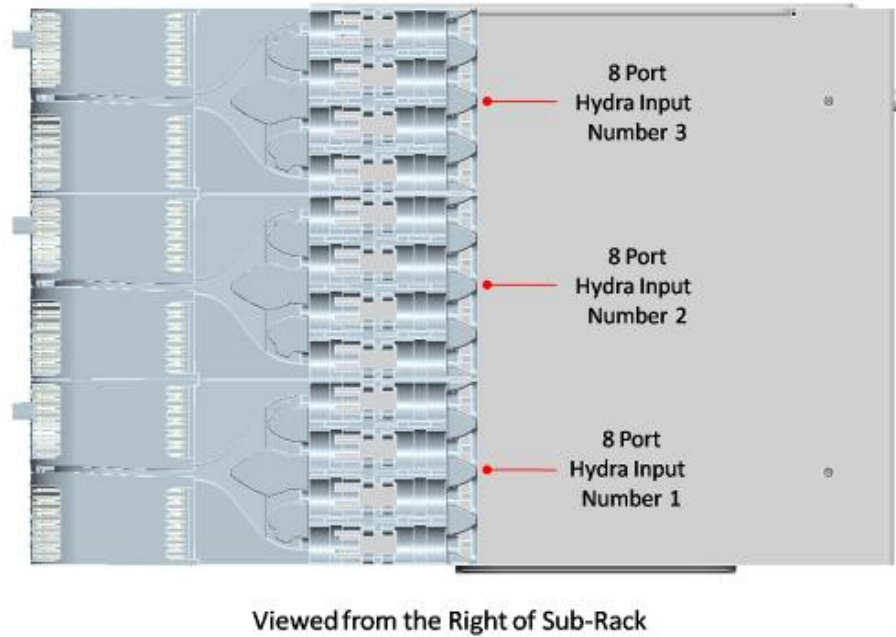 8 Port
Hydra Input
Number 3
8 Port
Hydra Input
Number 2
8 Port
Hydra Input
Number 1
Viewed from the Right of Sub-Rack